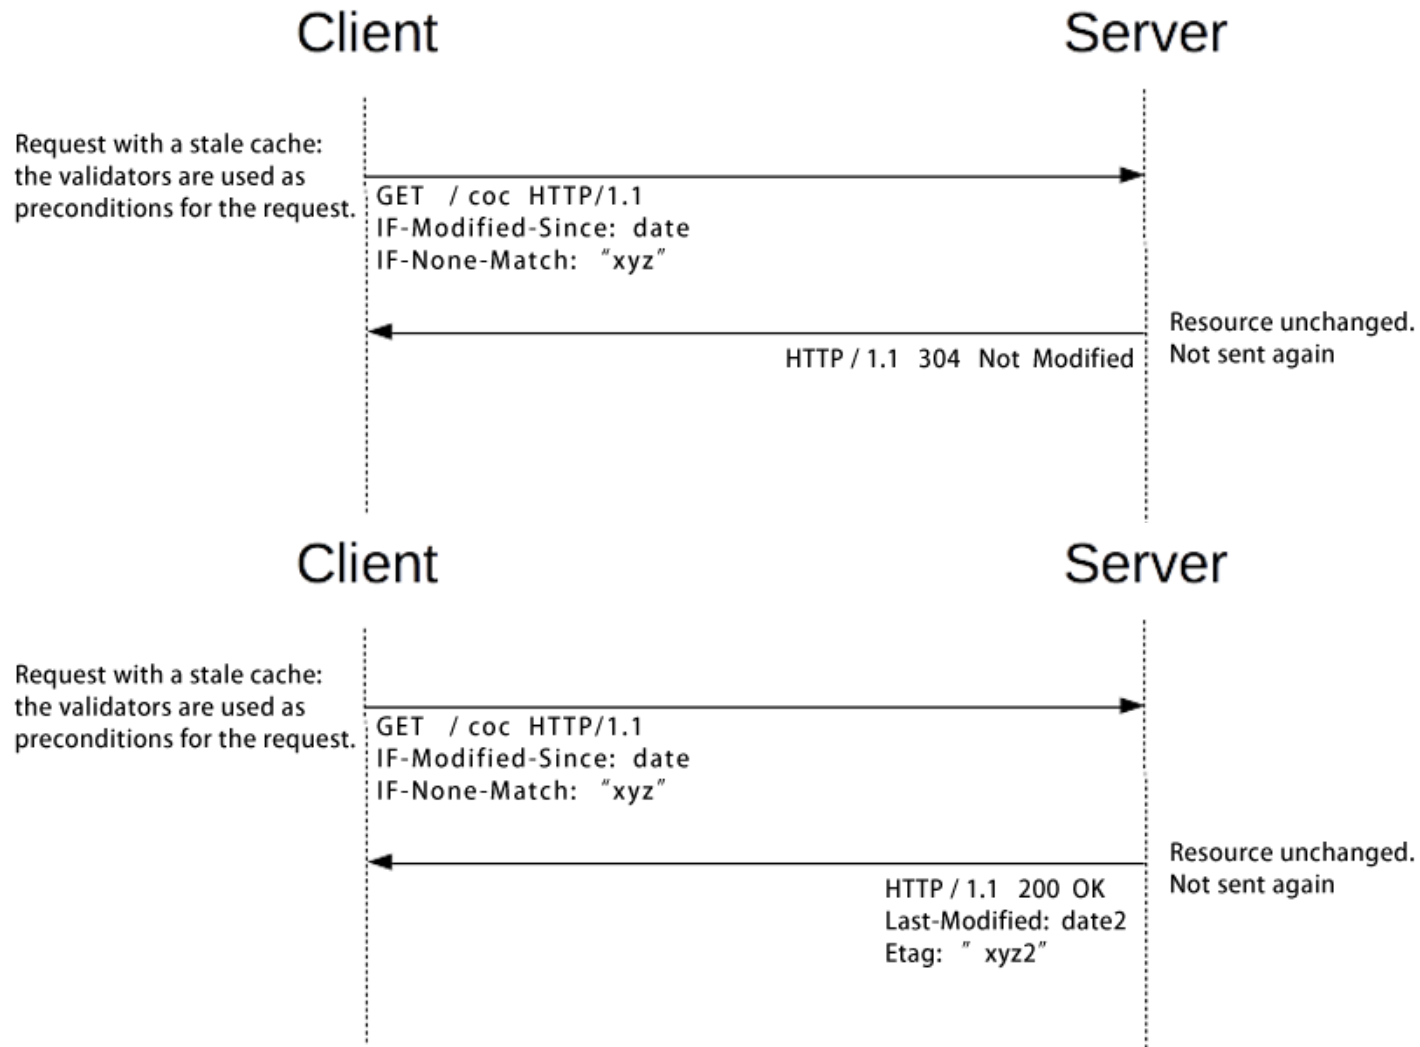 Client
Server
Request with a stale cache:
the validators are used as
preconditions for the request.
GET / coc HTTP/1.1
IF-Modified-Since: date
IF-None-Match: "xyz"
Resource unchanged.
Not sent again
HTTP / 1.1 304 Not Modified
Client
Server
Request with a stale cache:
the validators are used as
preconditions for the request.
GET / coc HTTP/1.1
IF-Modified-Since: date
IF-None-Match: "xyz"
Resource unchanged.
Not sent again
HTTP / 1.1 200 OK
Last-Modified: date2
Etag: " xyz2"